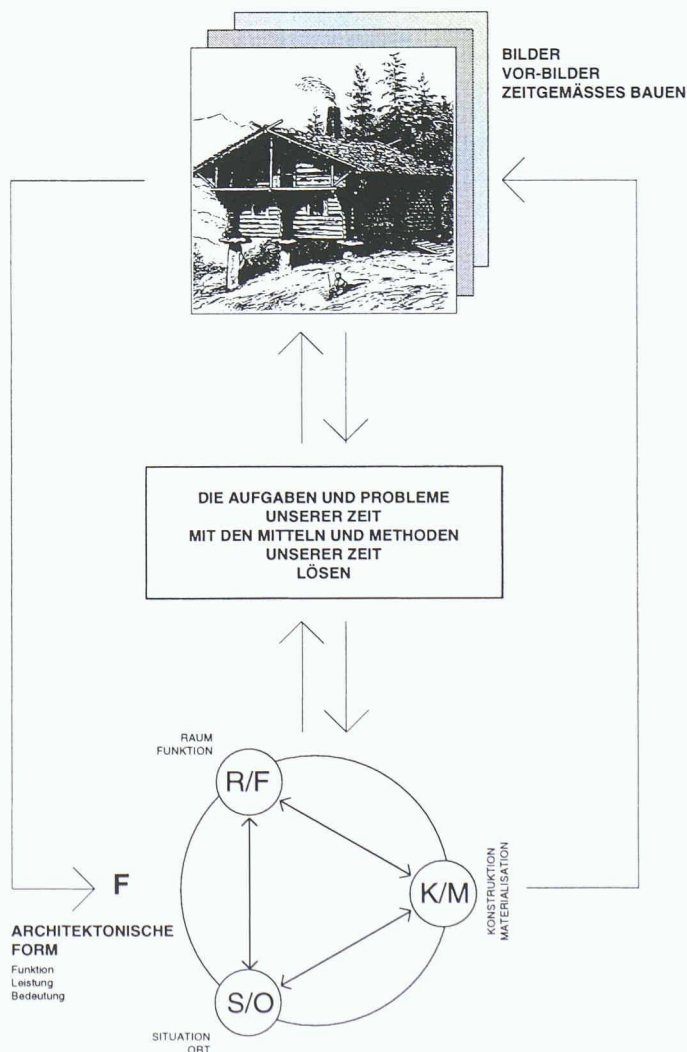 BILDER
VOR-BILDER
ZEITGEMÄSSES BAUEN
DIE AUFGABEN UND PROBLEME
UNSERER ZEIT
MIT DEN MITTELN UND METHODEN
UNSERER ZEIT
LÖSEN
RAUM
FUNKTION
R/F
K/M
KONSTRUKTION
MATERIALISATION
F
ARCHITEKTONISCHE
FORM
Funktion
Leistung
Bedeutung
S/O
SITUATION
ORT